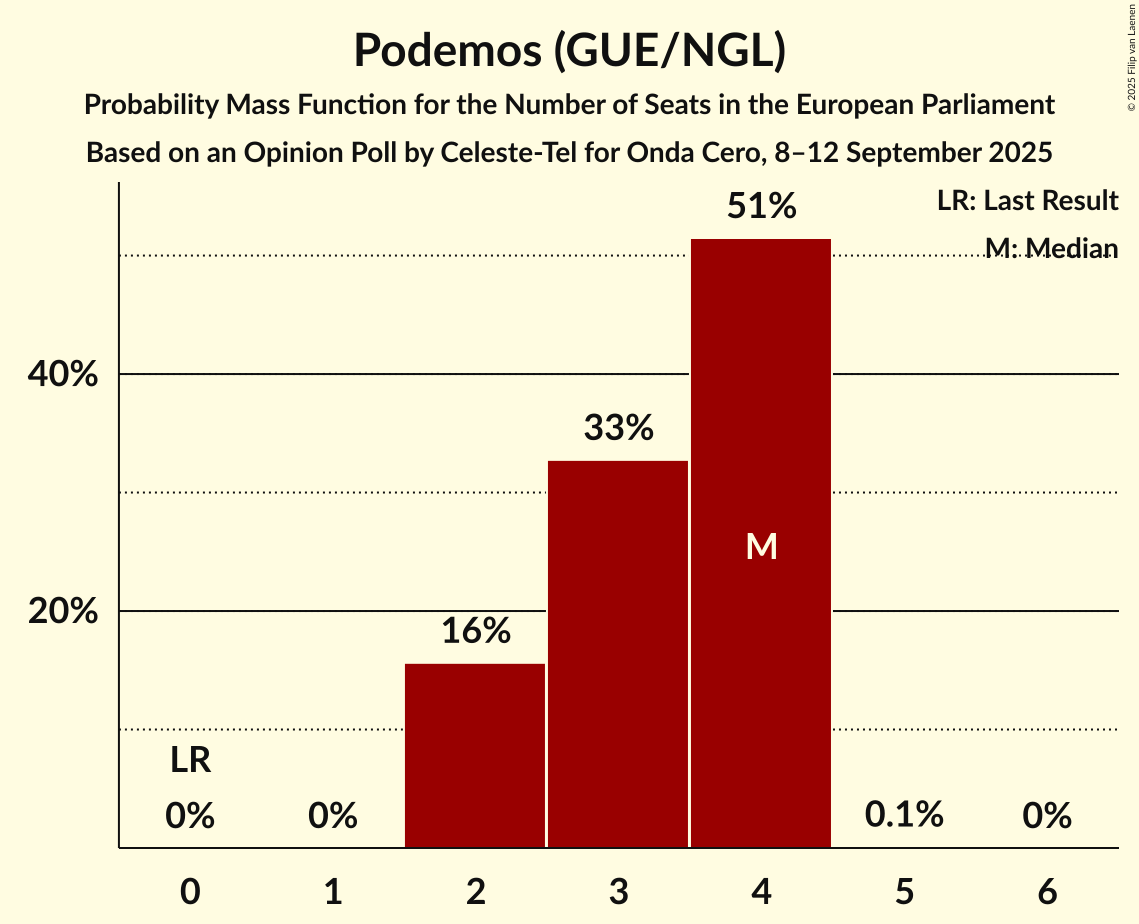 Podemos (GUE/NGL)
Probability Mass Function for the Number of Seats in the European Parliament
Based on an Opinion Poll by Celeste-Tel for Onda Cero, 8–12 September 2025
© 2025 Filip van Laenen
LR: Last Result
M: Median
51%
40%
33%
M
20%
16%
LR
0%
0%
0.1%
0%
0
1
2
3
4
5
6